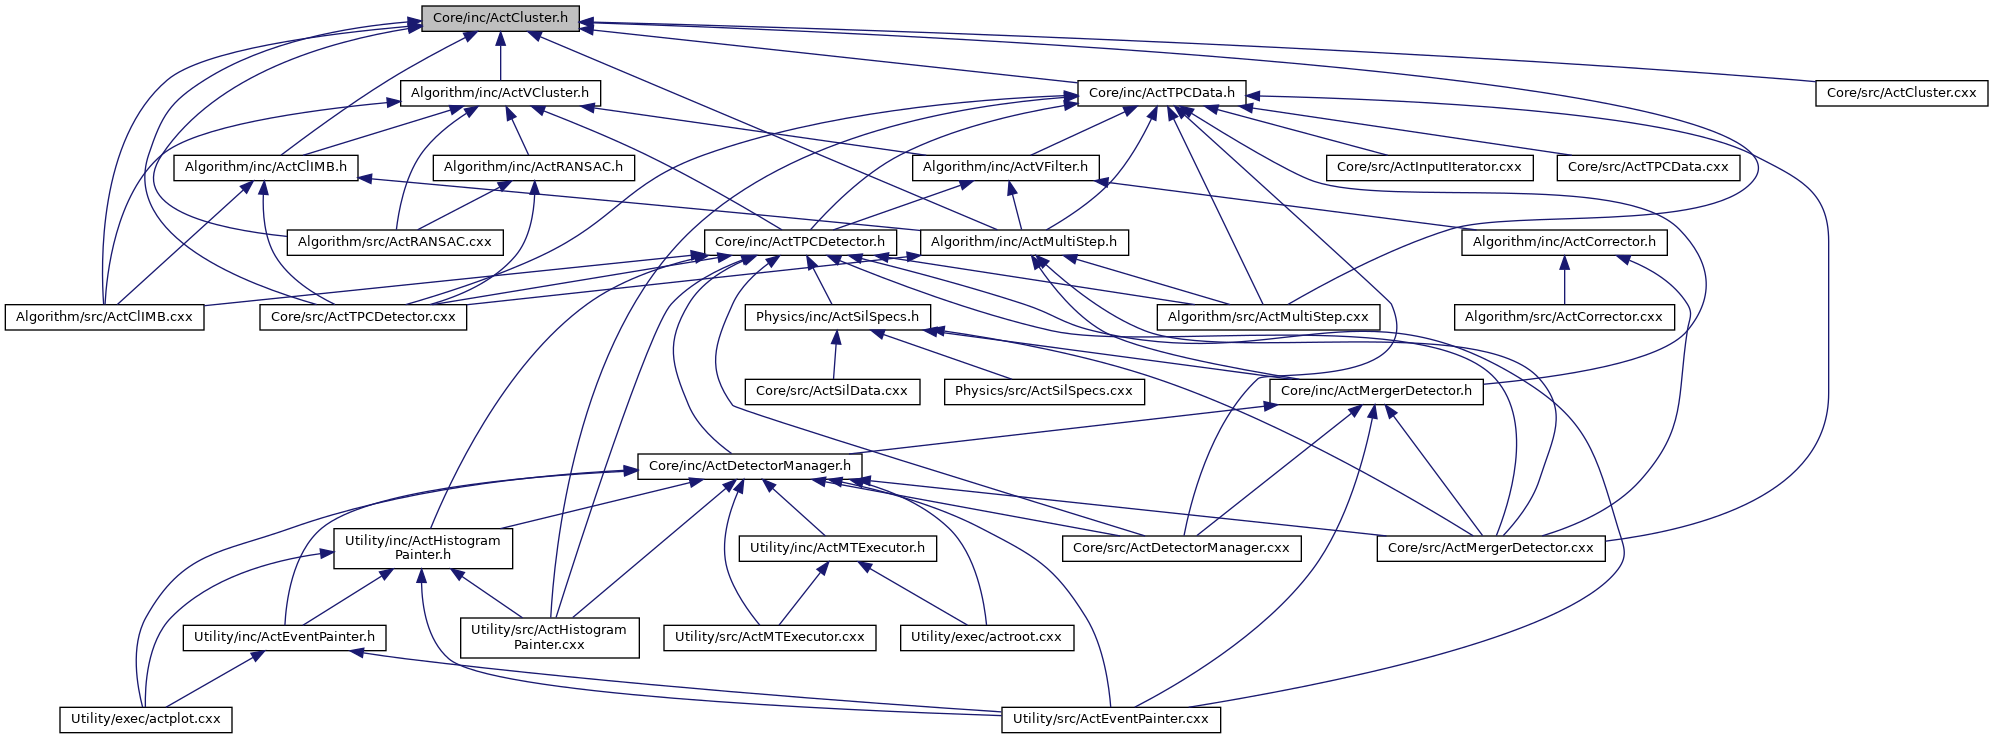 Core/inc/ActCluster.h
Algorithm/inc/ActVCluster.h
Core/inc/ActTPCData.h
Core/src/ActCluster.cxx
Algorithm/inc/ActClIMB.h
Algorithm/inc/ActRANSAC.h
Algorithm/inc/ActVFilter.h
Core/src/ActInputIterator.cxx
Core/src/ActTPCData.cxx
Algorithm/src/ActRANSAC.cxx
Core/inc/ActTPCDetector.h
Algorithm/inc/ActMultiStep.h
Algorithm/inc/ActCorrector.h
Algorithm/src/ActClIMB.cxx
Core/src/ActTPCDetector.cxx
Physics/inc/ActSilSpecs.h
Algorithm/src/ActMultiStep.cxx
Algorithm/src/ActCorrector.cxx
Core/src/ActSilData.cxx
Physics/src/ActSilSpecs.cxx
Core/inc/ActMergerDetector.h
Core/inc/ActDetectorManager.h
Utility/inc/ActHistogram
Painter.h
Utility/inc/ActMTExecutor.h
Core/src/ActDetectorManager.cxx
Core/src/ActMergerDetector.cxx
Utility/inc/ActEventPainter.h
Utility/src/ActHistogram
Painter.cxx
Utility/src/ActMTExecutor.cxx
Utility/exec/actroot.cxx
Utility/exec/actplot.cxx
Utility/src/ActEventPainter.cxx